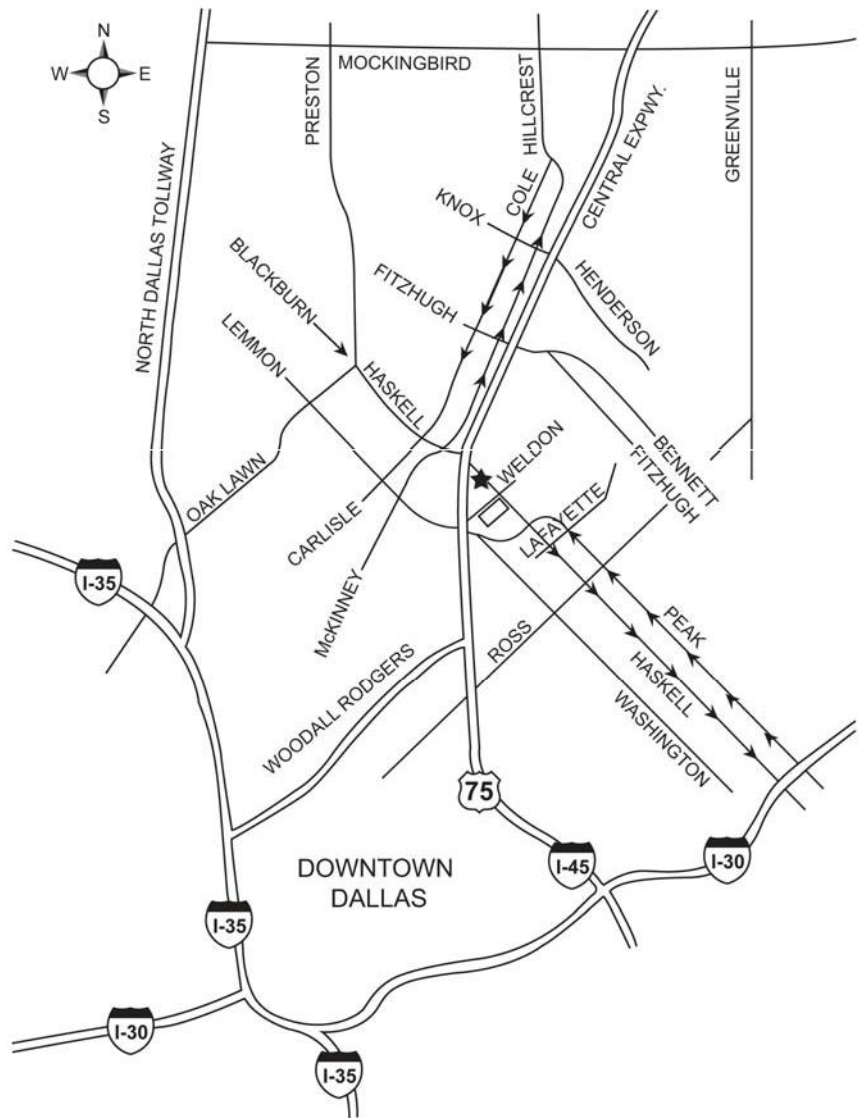 N
W E
S
MOCKINGBIRD
PRESTON
HILLCREST
COLE
CENTRAL EXPWY.
GREENVILLE
NORTH DALLAS TOLLWAY
KNOX
BLACKBURN
FITZHUGH
HENDERSON
LEMMON
HASKELL
BENNETT
FITZHUGH
WELDON
OAK LAWN
CARLISLE
LAFAYETTE
McKINNEY
I-35
PEAK
ROSS
HASKELL
WOODALL RODGERS
WASHINGTON
75
DOWNTOWN
DALLAS
I-45
I-30
I-35
I-30
I-35